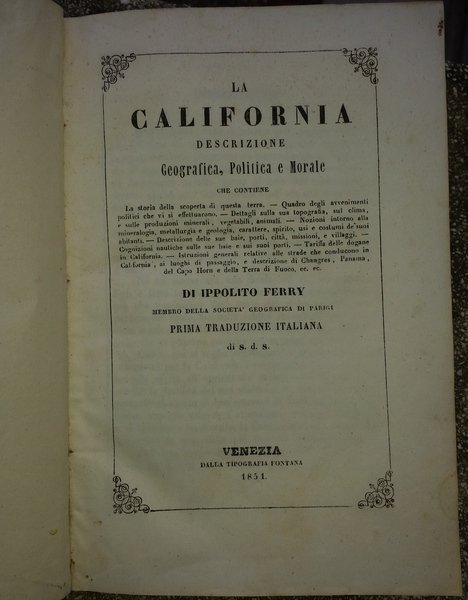 LA
CALIFORNIA
DESCRIZIONE
Geografica, Politica e Morale
CHE CONTIENE
La storia della scoperta di questa terra. — Quadro degli avvenimenti
politici che vi si effettuarono. — Dettagli sulla sua topografia, sul clima,
e sulle produzioni minerali, vegetabili, animali. — Nozioni intorno alla
mineralogia, metallurgia e geologia, carattere, spirito, usi e costumi de' suoi
abitanti. — Descrizione delle sue baie, porti, città, missioni, e villaggi. —
Cognizioni nautiche sulle sue baie e sui suoi porti. — Tariffa delle dogane
in California. — Istruzioni generali relative alle strade che conducono in
California, ai luoghi di passaggio, e descrizione di Changres, Panama,
del Capo Horn e della Terra di Fuoco, ec. ec.
DI IPPOLITO FERRY
MEMBRO DELLA SOCIETA' GEOGRAFICA DI PARIGI
PRIMA TRADUZIONE ITALIANA
di S. d. S.
VENEZIA
DALLA TIPOGRAFIA FONTANA
1851.